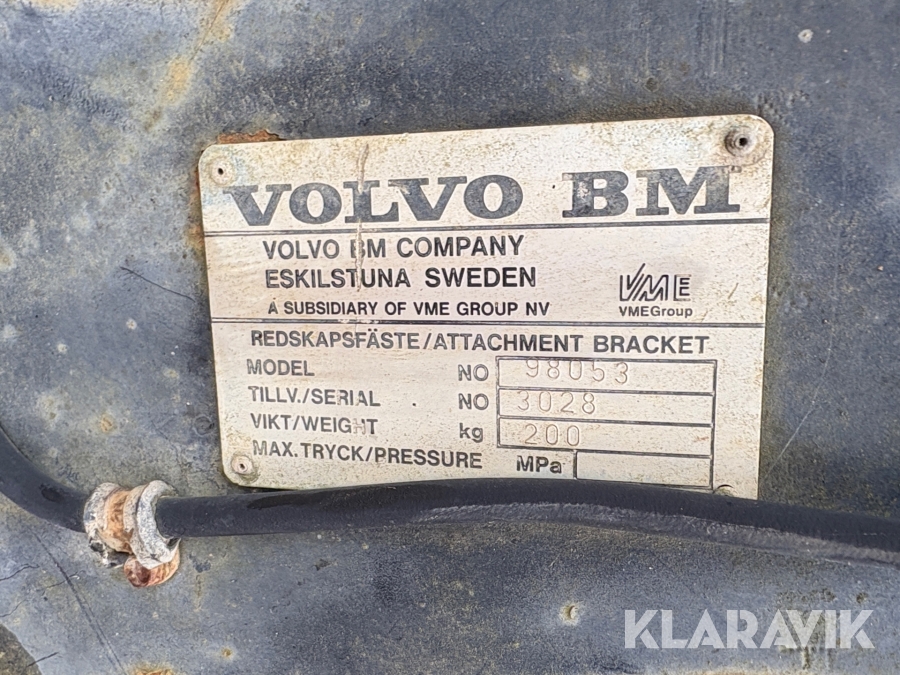 VOLVO BM
VOLVO BM COMPANY
ESKILSTUNA SWEDEN
A SUBSIDIARY OF VME GROUP NV
VME
VMEGroup
REDSKAPSFÄSTE/ATTACHMENT BRACKET
MODEL NO 98053
TILLV./SERIAL NO 3028
VIKT/WEIGHT kg 200
MAX.TRYCK/PRESSURE MPa
KLARAVIK